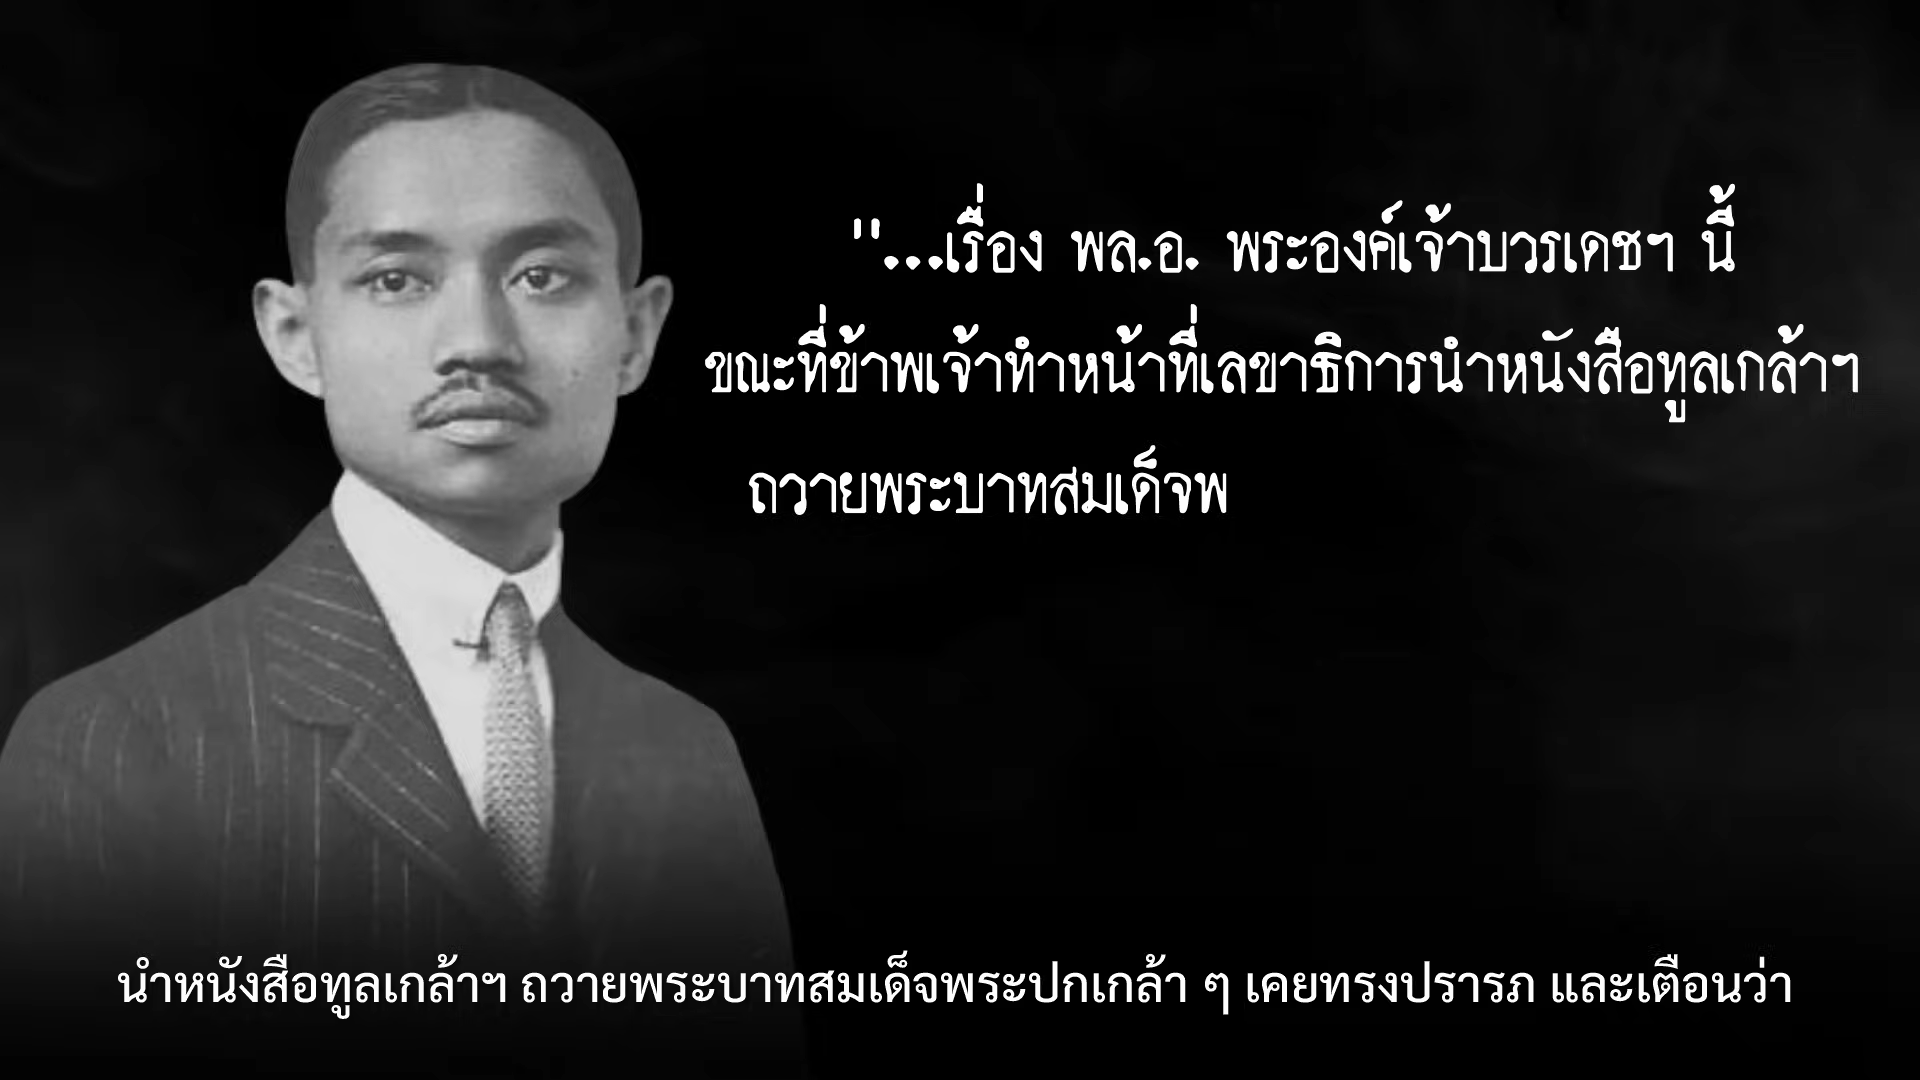 "...เรื่อง พล.อ. พระองค์เจ้าบวรเดชฯ นี้
ขณะที่ข้าพเจ้าทำหน้าที่เลขาธิการนำหนังสือทูลเกล้าฯ
ถวายพระบาทสมเด็จพ
นำหนังสือทูลเกล้าฯ ถวายพระบาทสมเด็จพระปกเกล้า ๆ เคยทรงปรารภ และเตือนว่า